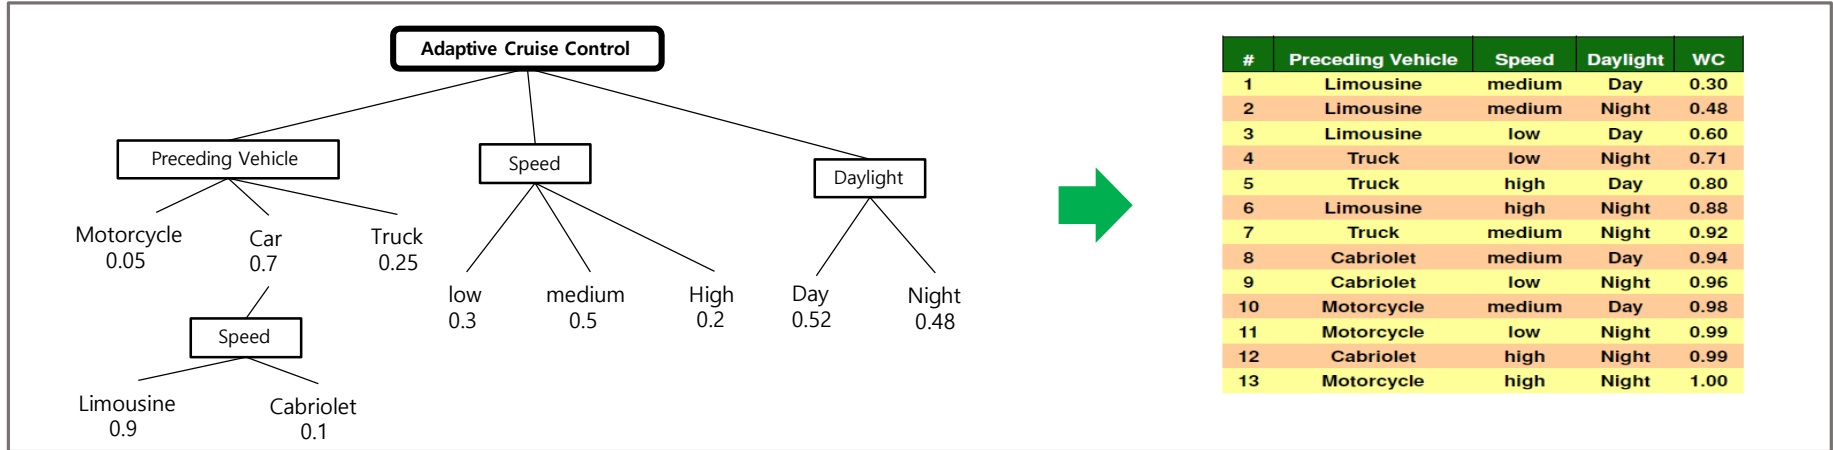 Adaptive Cruise Control
Preceding Vehicle
Speed
Daylight
Motorcycle
0.05
Car
0.7
Truck
0.25
low
0.3
medium
0.5
High
0.2
Day
0.52
Night
0.48
Speed
Limousine
0.9
Cabriolet
0.1
# Preceding Vehicle Speed Daylight WC
1 Limousine medium Day 0.30
2 Limousine medium Night 0.48
3 Limousine low Day 0.60
4 Truck low Night 0.71
5 Truck high Day 0.80
6 Limousine high Night 0.88
7 Truck medium Night 0.92
8 Cabriolet medium Day 0.94
9 Cabriolet low Night 0.96
10 Motorcycle medium Day 0.98
11 Motorcycle low Night 0.99
12 Cabriolet high Night 0.99
13 Motorcycle high Night 1.00